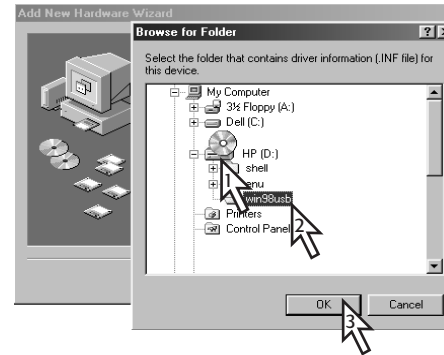 Add New Hardware Wizard
Browse for Folder
Select the folder that contains driver information (.INF file) for
this device.
My Computer
3½ Floppy (A:)
Dell (C:)
HP (D:)
shell
enu
win98usb
Printers
Control Panel
OK
Cancel
1
2
3